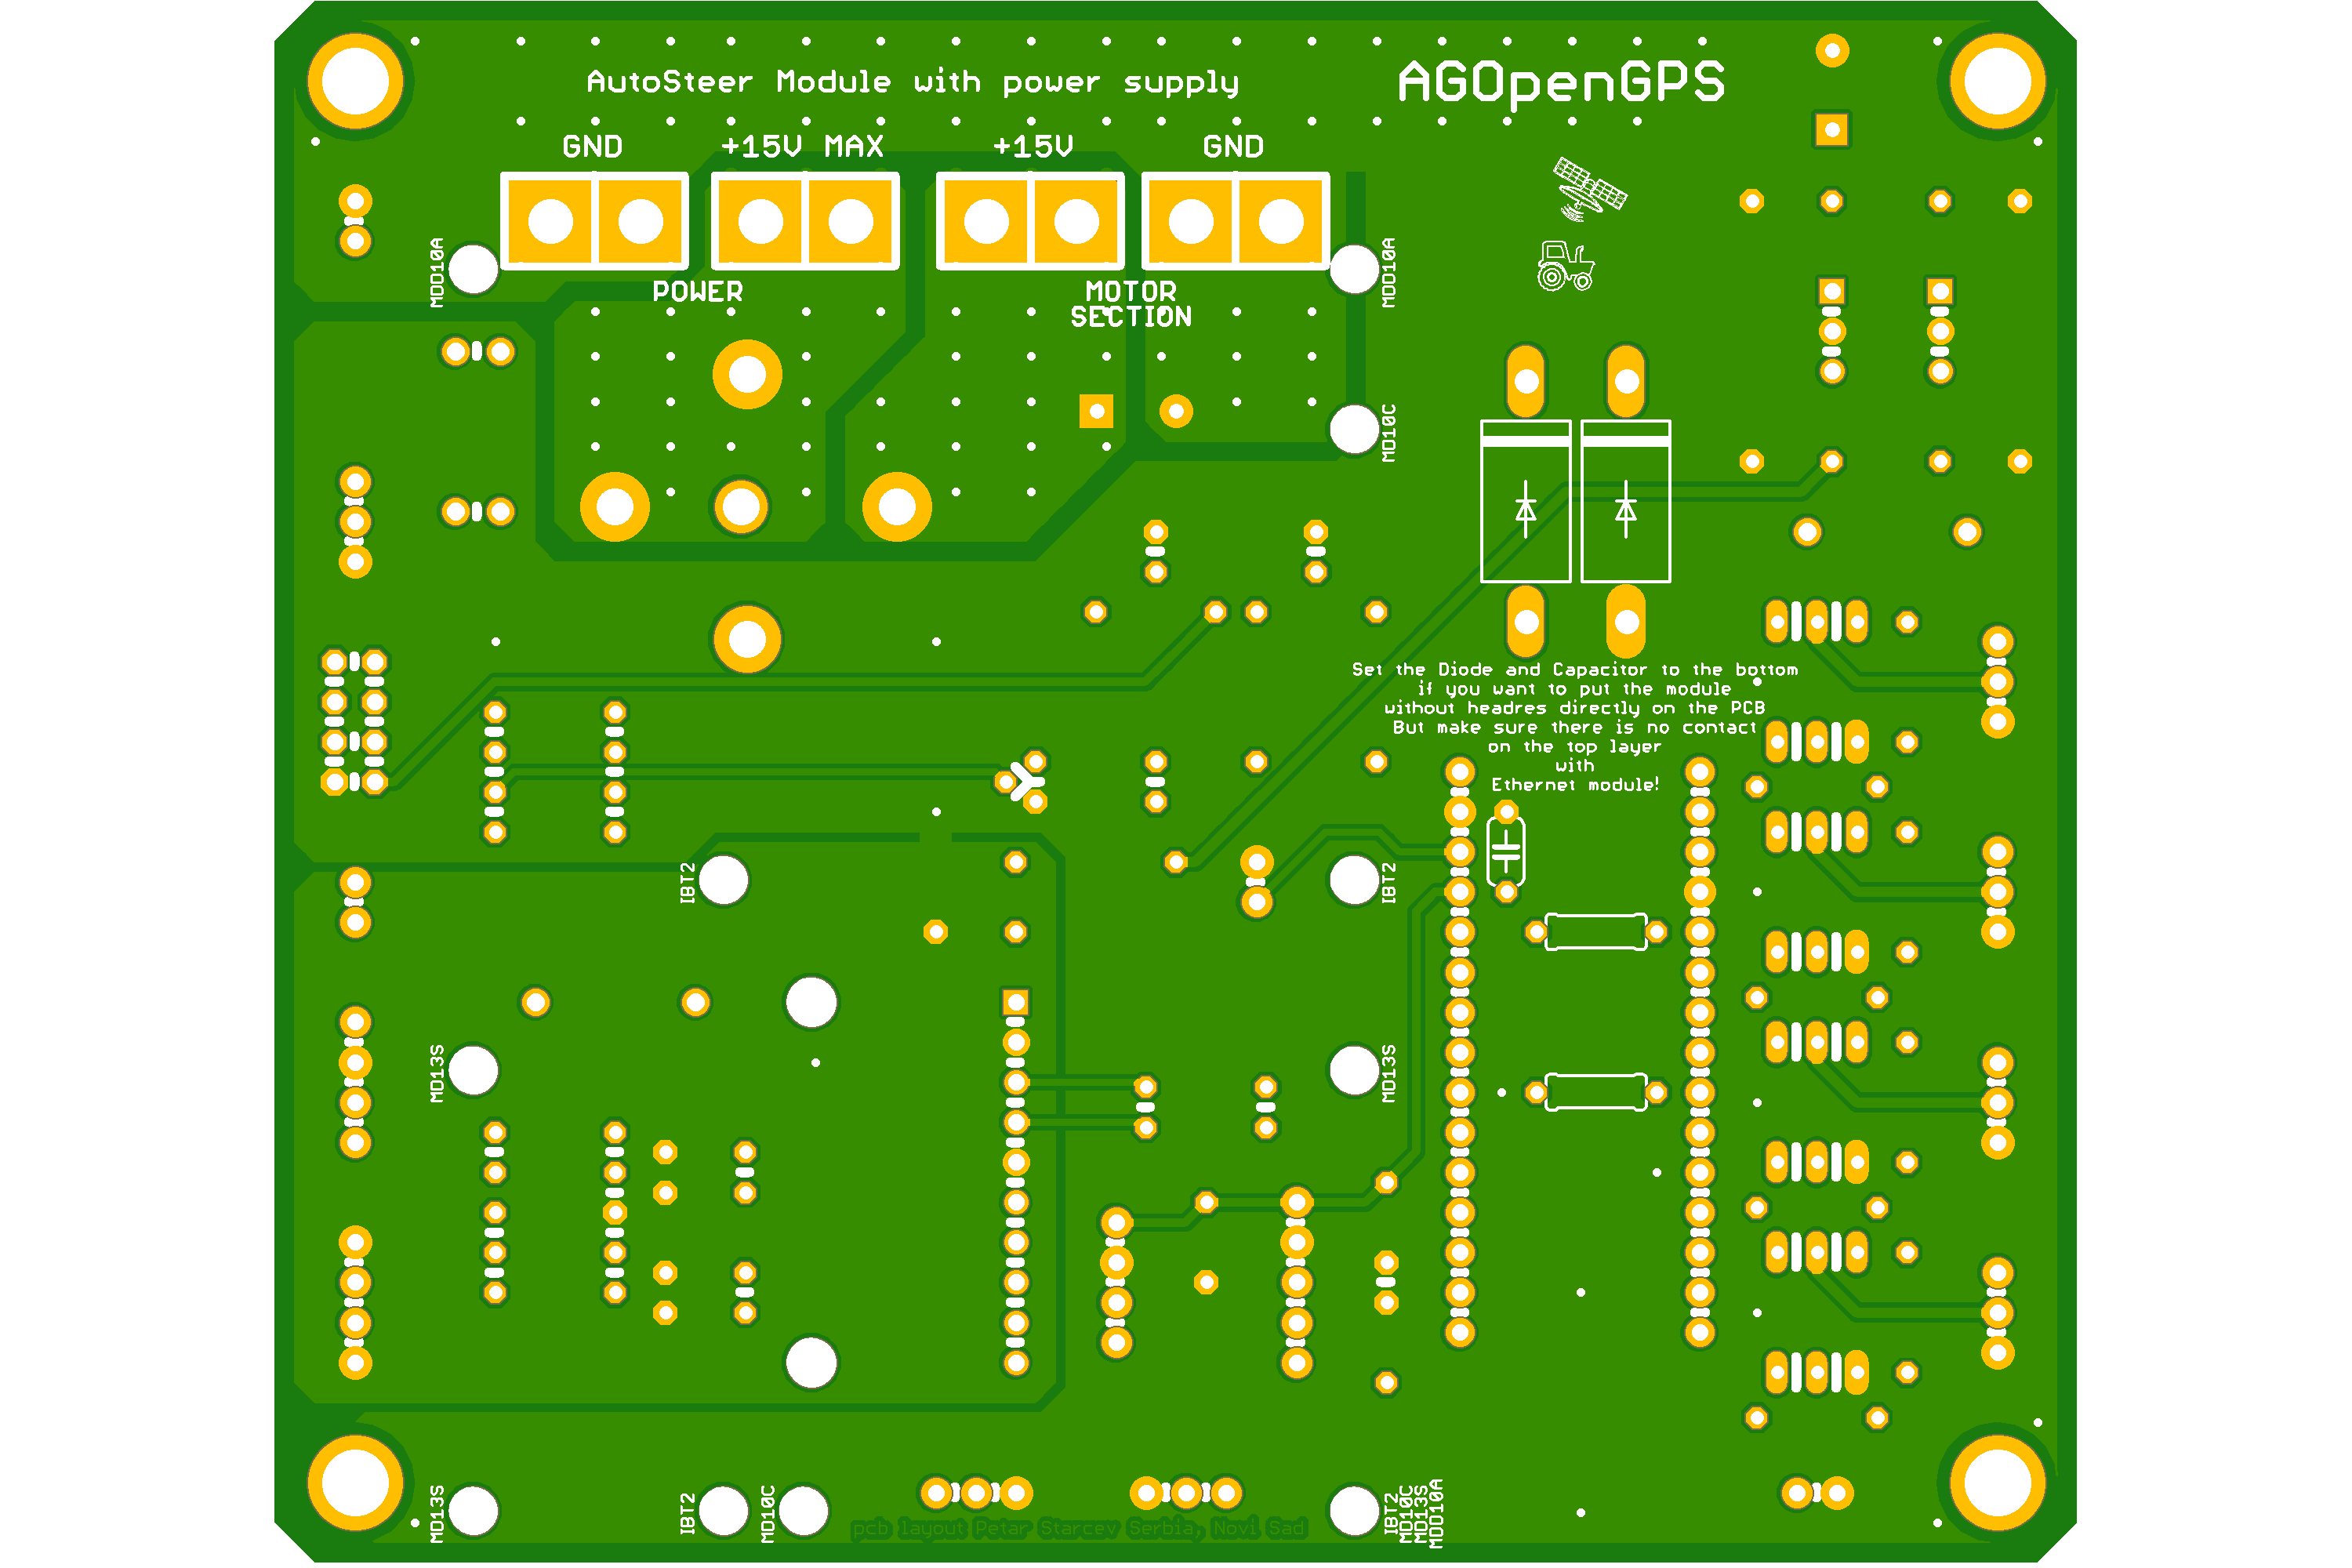 AutoSteer Module with power supply
AGOpenGPS
GND
+15V MAX
+15V
GND
MDD10A
MDD10A
POWER
MOTOR
SECTION
MD10C
Set the Diode and Capacitor to the bottom
if you want to put the module
without headres directly on the PCB
But make sure there is no contact
on the top layer
with
Ethernet module!
IBT2
IBT2
MD13S
MD13S
MD13S
IBT2
MD10C
IBT2
MD10C
MD13S
MDD10A
pcb layout Petar Starcev Serbia, Novi Sad